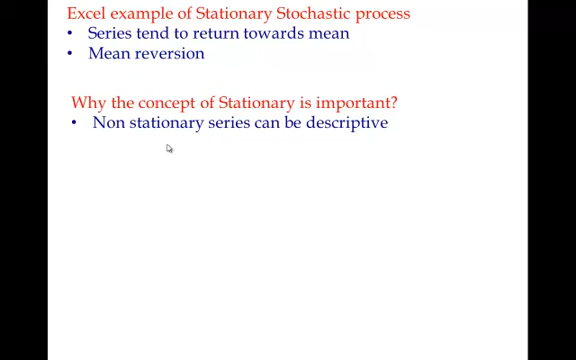 Excel example of Stationary Stochastic process
• Series tend to return towards mean
• Mean reversion
Why the concept of Stationary is important?
• Non stationary series can be descriptive